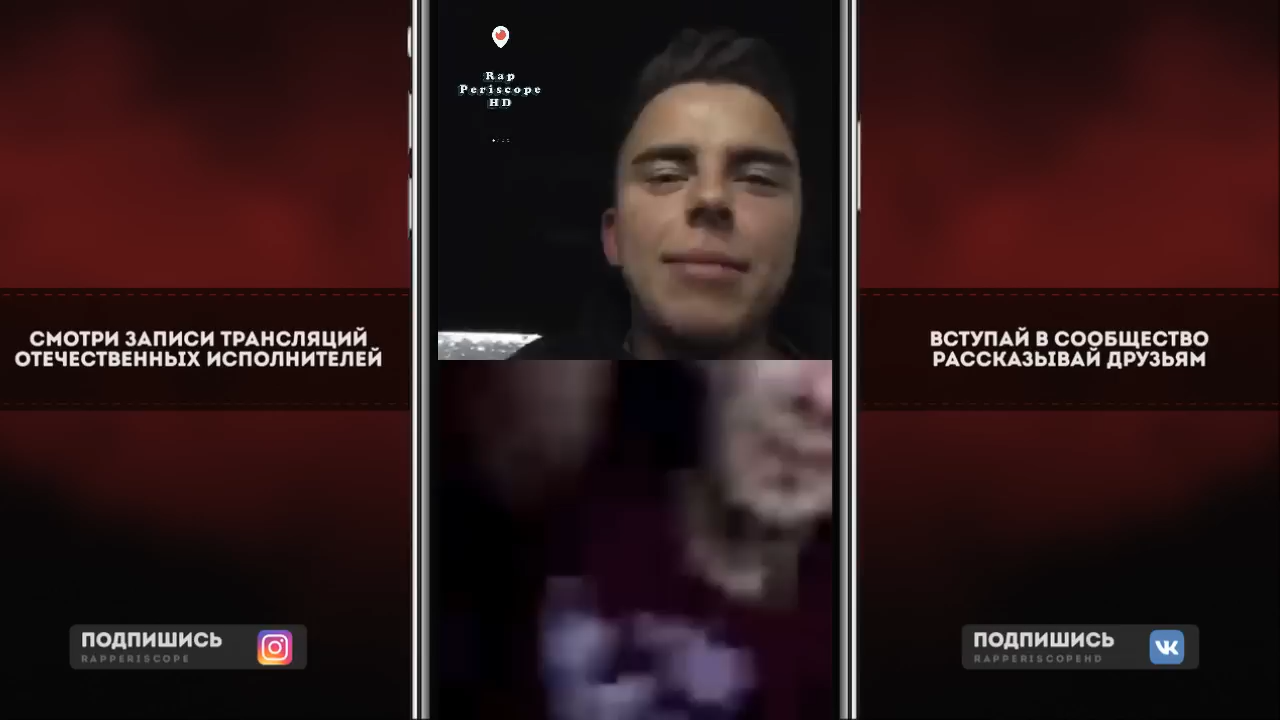 Rap
Periscope
HD
СМОТРИ ЗАПИСИ ТРАНСЛЯЦИЙ
ОТЕЧЕСТВЕННЫХ ИСПОЛНИТЕЛЕЙ
ВСТУПАЙ В СООБЩЕСТВО
РАССКАЗЫВАЙ ДРУЗЬЯМ
ПОДПИШИСЬ
RAPPERISCOPE
ПОДПИШИСЬ
RAPPERISCOPEHD